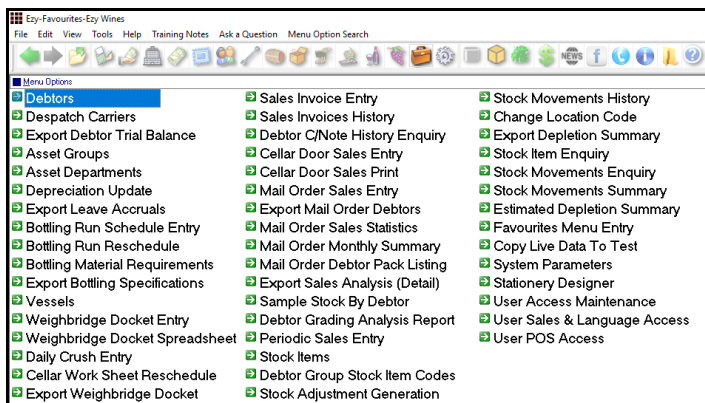 Ezy-Favourites-Ezy Wines
File Edit View Tools Help Training Notes Ask a Question Menu Option Search
NEWS
Menu Options
Debtors
Despatch Carriers
Export Debtor Trial Balance
Asset Groups
Asset Departments
Depreciation Update
Export Leave Accruals
Bottling Run Schedule Entry
Bottling Run Reschedule
Bottling Material Requirements
Export Bottling Specifications
Vessels
Weighbridge Docket Entry
Weighbridge Docket Spreadsheet
Daily Crush Entry
Cellar Work Sheet Reschedule
Export Weighbridge Docket
Sales Invoice Entry
Sales Invoices History
Debtor C/Note History Enquiry
Cellar Door Sales Entry
Cellar Door Sales Print
Mail Order Sales Entry
Export Mail Order Debtors
Mail Order Sales Statistics
Mail Order Monthly Summary
Mail Order Debtor Pack Listing
Export Sales Analysis (Detail)
Sample Stock By Debtor
Debtor Grading Analysis Report
Periodic Sales Entry
Stock Items
Debtor Group Stock Item Codes
Stock Adjustment Generation
Stock Movements History
Change Location Code
Export Depletion Summary
Stock Item Enquiry
Stock Movements Enquiry
Stock Movements Summary
Estimated Depletion Summary
Favourites Menu Entry
Copy Live Data To Test
System Parameters
Stationery Designer
User Access Maintenance
User Sales & Language Access
User POS Access